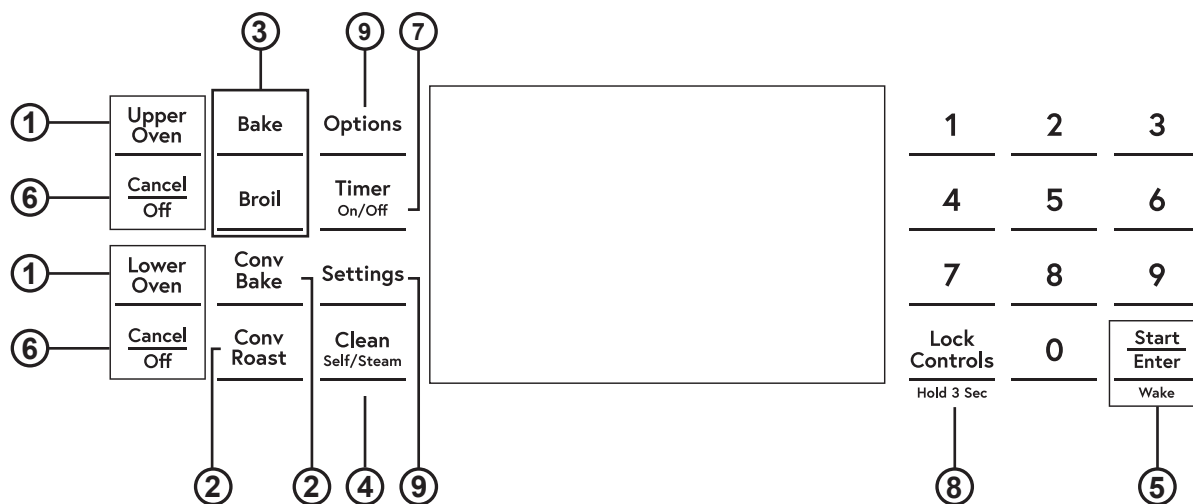 3 9 7
1 Upper Oven Bake Options 1 2 3
6 Cancel Off Broil Timer On/Off 4 5 6
1 Lower Oven Conv Bake Settings 7 8 9
6 Cancel Off Conv Roast Clean Self/Steam Lock Controls Hold 3 Sec 0 Start Enter Wake
2 2 4 9 8 5